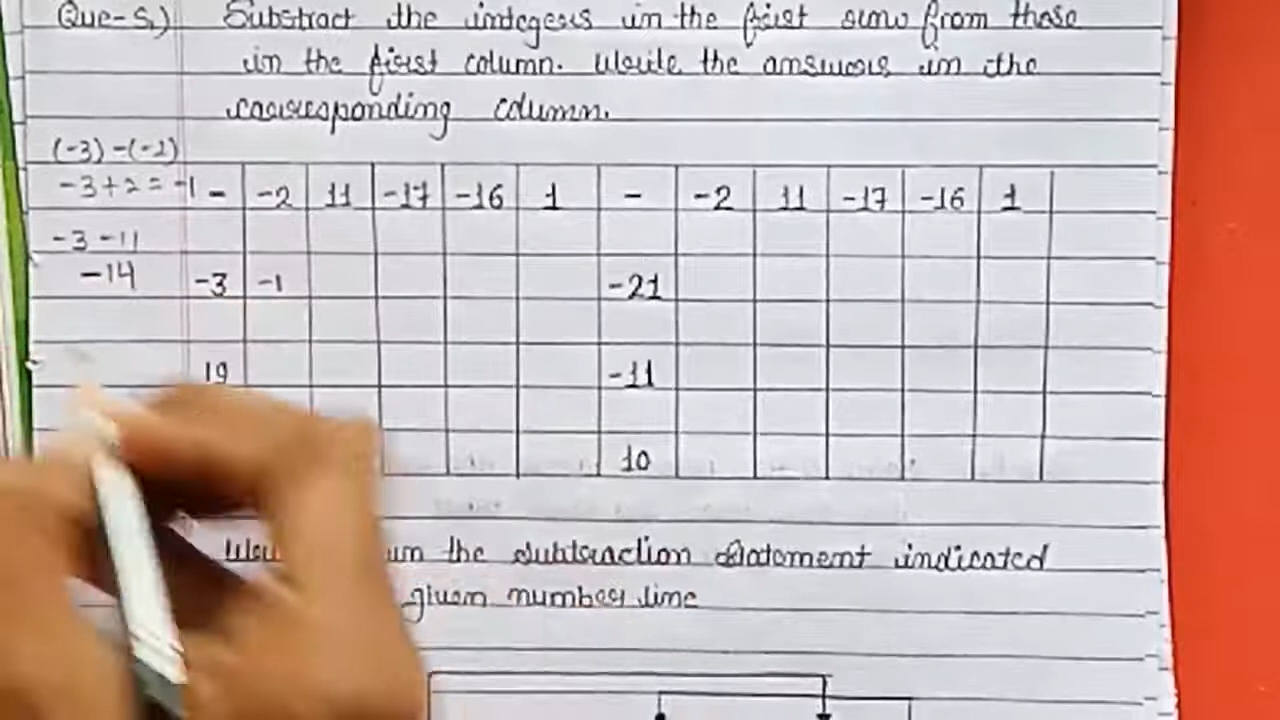 Que-5.) Substract the integers in the first row from these
in the first column. Write the answers in the
corresponding column.
(-3) -(-2)
-3+2 = -1
- -2 11 -17 -16 1 - -2 11 -17 -16 1
-3 -11
-14
-3 -1 -21
19 -11
10
in the subtraction statement indicated
given number line